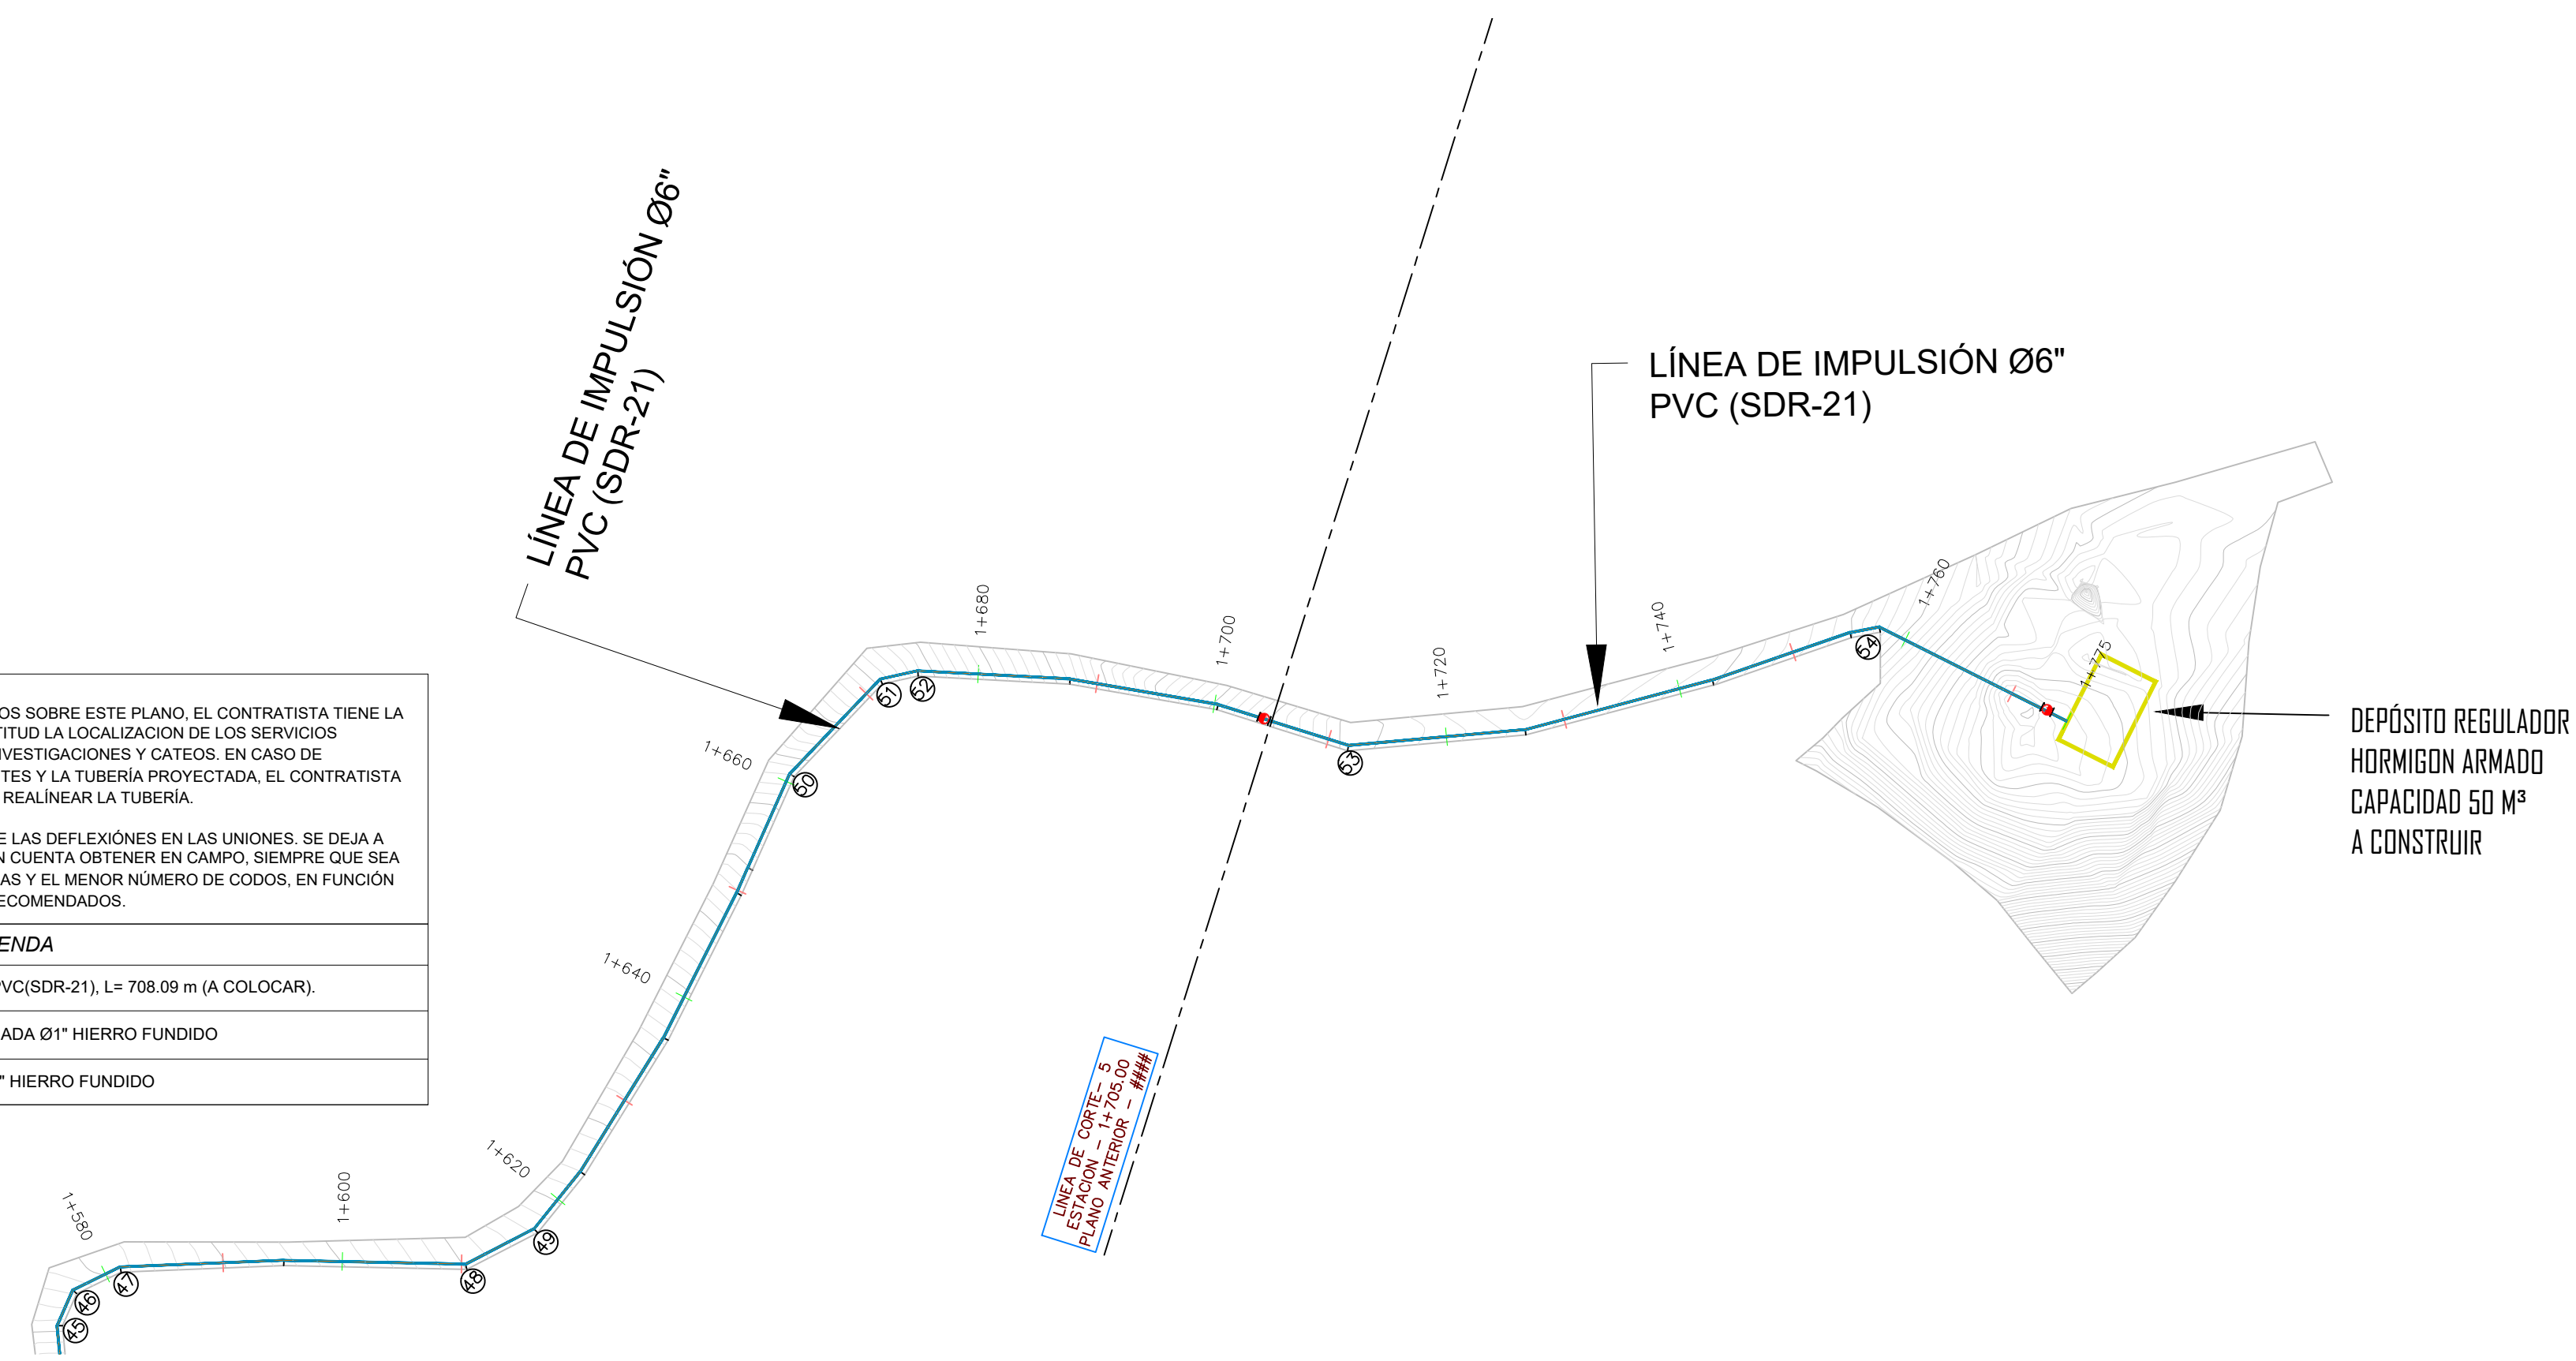 LÍNEA DE IMPULSIÓN Ø6"
PVC (SDR-21)
LÍNEA DE IMPULSIÓN Ø6"
PVC (SDR-21)
DEPÓSITO REGULADOR
HORMIGON ARMADO
CAPACIDAD 50 M³
A CONSTRUIR
OS SOBRE ESTE PLANO, EL CONTRATISTA TIENE LA
TITUD LA LOCALIZACION DE LOS SERVICIOS
NVESTIGACIONES Y CATEOS. EN CASO DE
TES Y LA TUBERÍA PROYECTADA, EL CONTRATISTA
REALÍNEAR LA TUBERÍA.
E LAS DEFLEXIÓNES EN LAS UNIONES. SE DEJA A
N CUENTA OBTENER EN CAMPO, SIEMPRE QUE SEA
AS Y EL MENOR NÚMERO DE CODOS, EN FUNCIÓN
ECOMENDADOS.
ENDA
PVC(SDR-21), L= 708.09 m (A COLOCAR).
ADA Ø1" HIERRO FUNDIDO
" HIERRO FUNDIDO
LINEA DE CORTE- 5
ESTACION - 1+705.00
PLANO ANTERIOR - ####
1+580
1+600
1+620
1+640
1+660
1+680
1+700
1+720
1+740
1+760
1+775
45
46
47
48
49
50
51
52
53
54